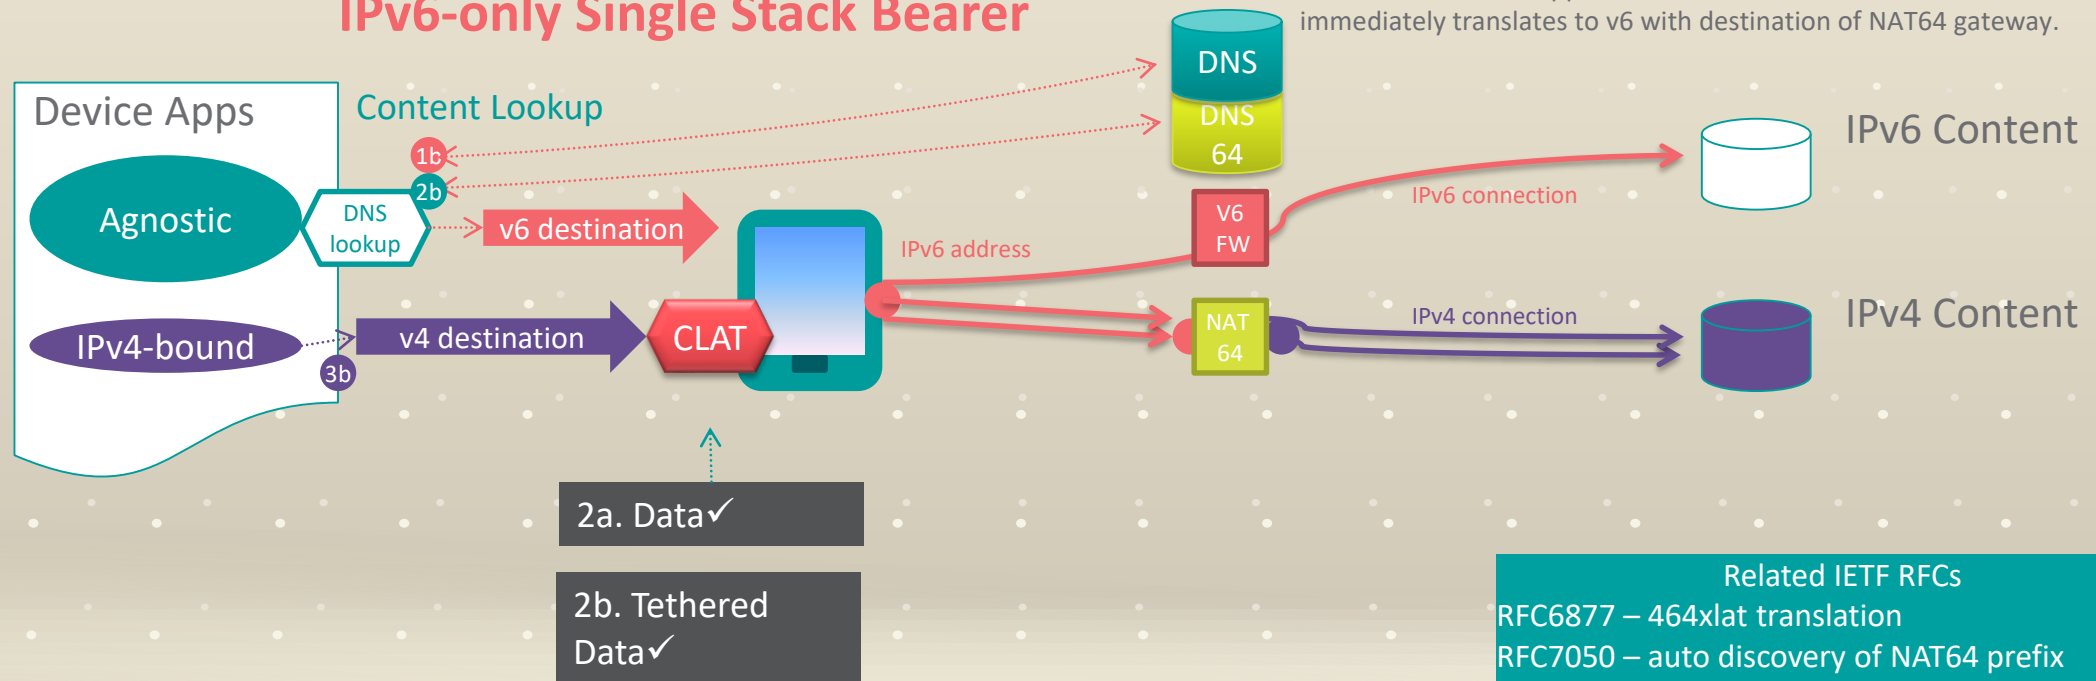 IPv6-only Single Stack Bearer
immediately translates to v6 with destination of NAT64 gateway.
Device Apps
Content Lookup
1b
2b
Agnostic
DNS
lookup
v6 destination
IPv4-bound
3b
v4 destination
CLAT
IPv6 address
DNS
DNS
64
V6
FW
NAT
64
IPv6 connection
IPv4 connection
IPv6 Content
IPv4 Content
2a. Data✓
2b. Tethered
Data✓
Related IETF RFCs
RFC6877 – 464xlat translation
RFC7050 – auto discovery of NAT64 prefix